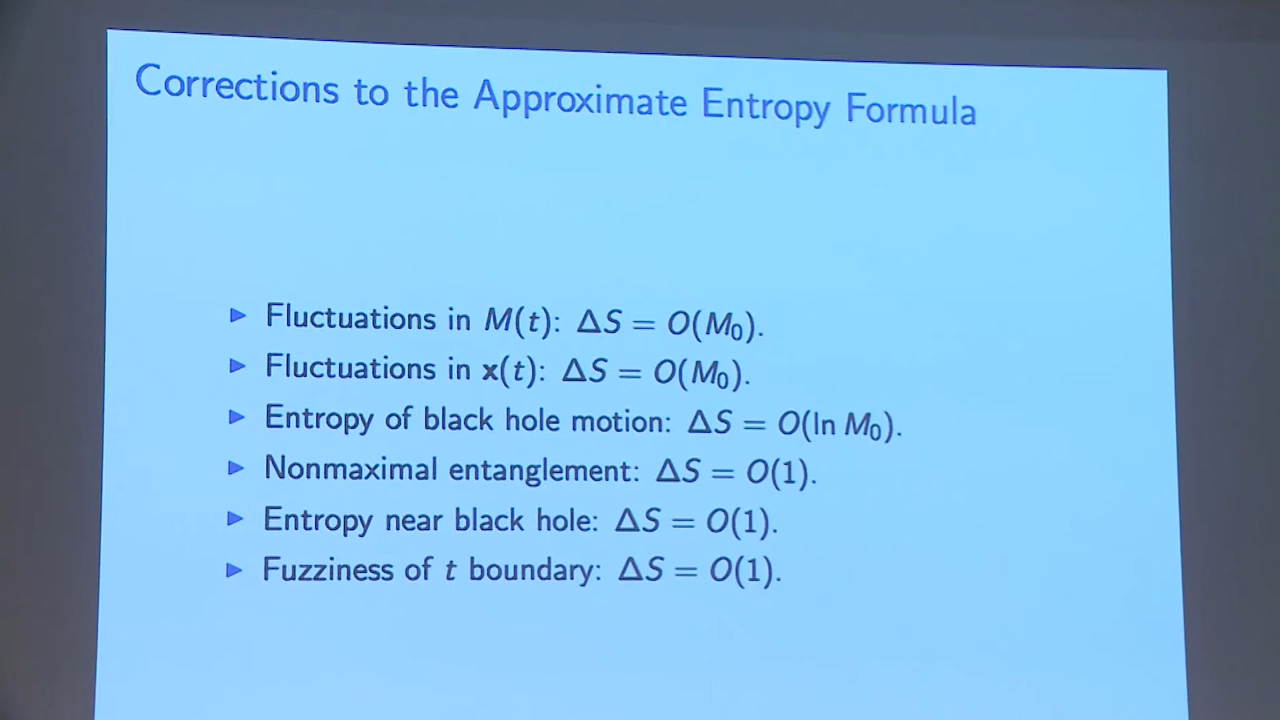 Corrections to the Approximate Entropy Formula
▶ Fluctuations in M(t): ΔS = O(M₀).
▶ Fluctuations in x(t): ΔS = O(M₀).
▶ Entropy of black hole motion: ΔS = O(ln M₀).
▶ Nonmaximal entanglement: ΔS = O(1).
▶ Entropy near black hole: ΔS = O(1).
▶ Fuzziness of t boundary: ΔS = O(1).